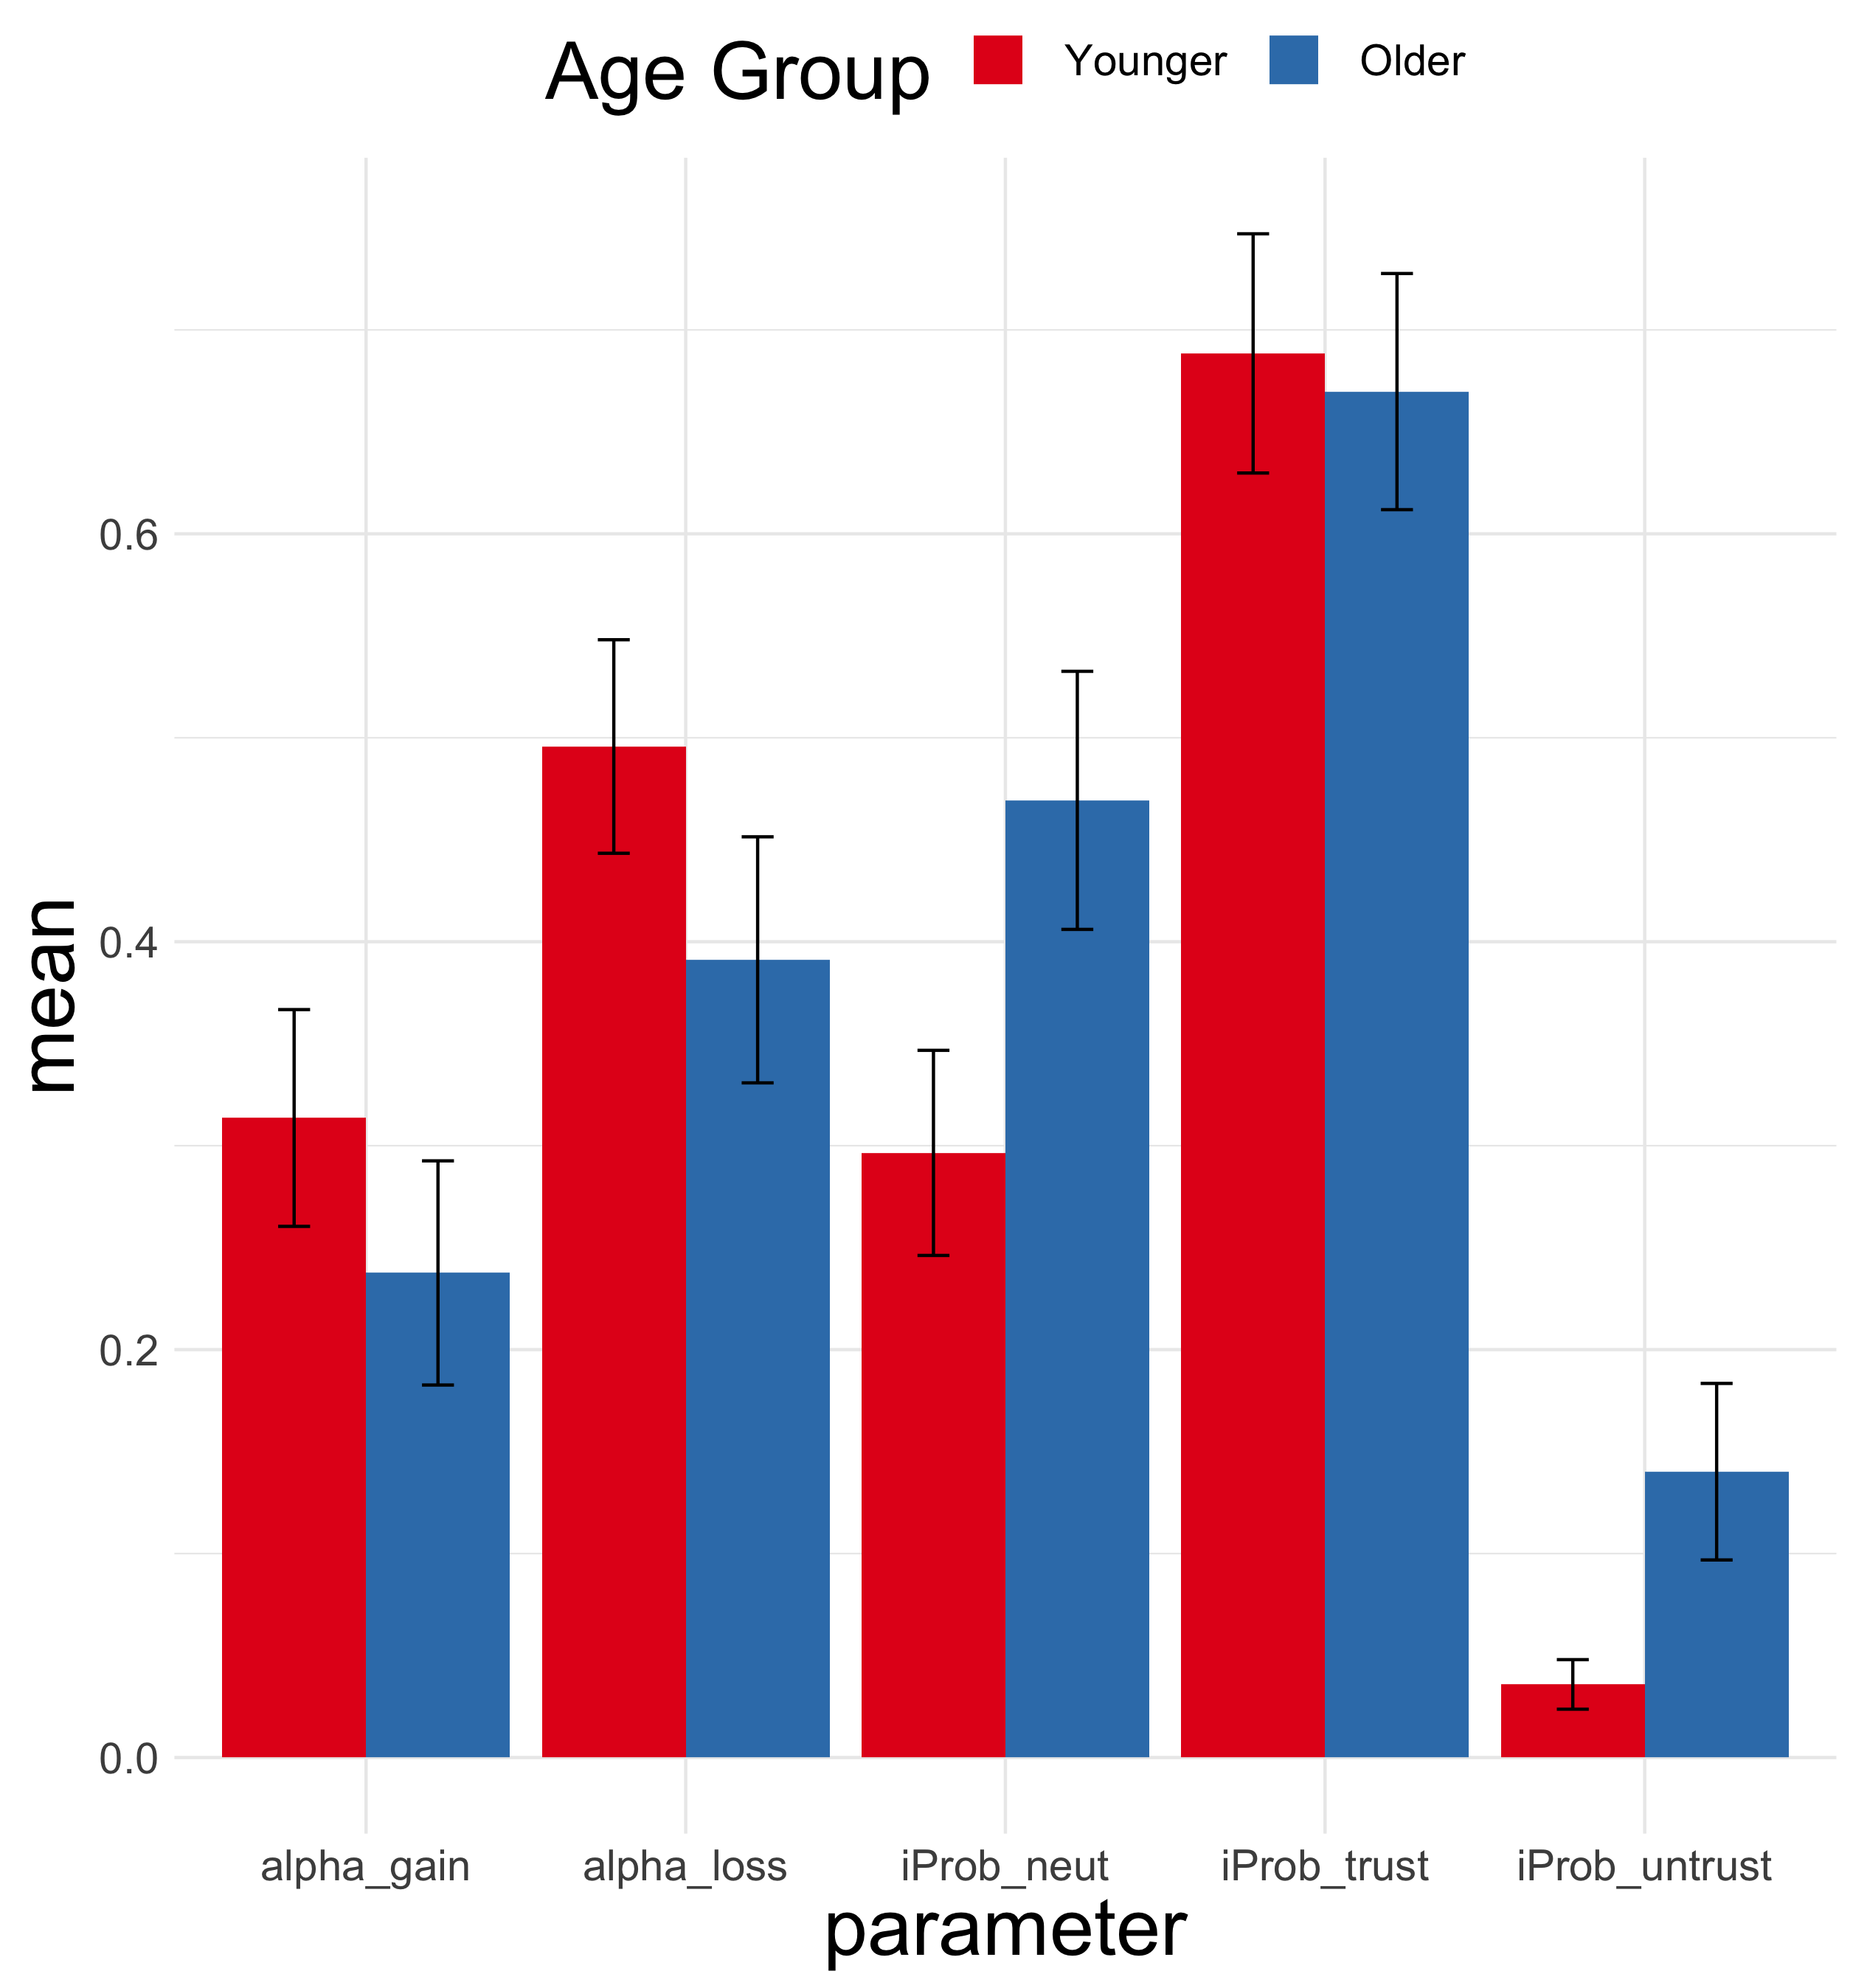 Age Group Younger Older
mean
0.6
0.4
0.2
0.0
alpha_gain alpha_loss iProb_neut iProb_trust iProb_untrust
parameter